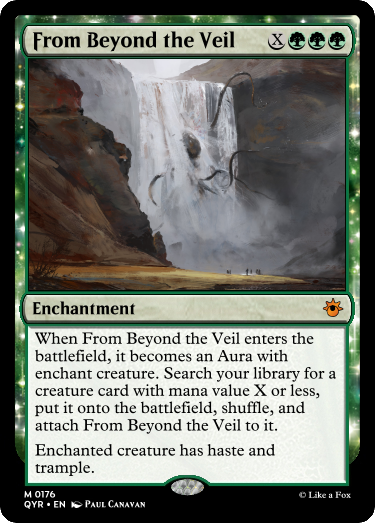 From Beyond the Veil X
Enchantment
When From Beyond the Veil enters the
battlefield, it becomes an Aura with
enchant creature. Search your library for a
creature card with mana value X or less,
put it onto the battlefield, shuffle, and
attach From Beyond the Veil to it.
Enchanted creature has haste and
trample.
M 0176
QYR • EN Paul Canavan
© Like a Fox